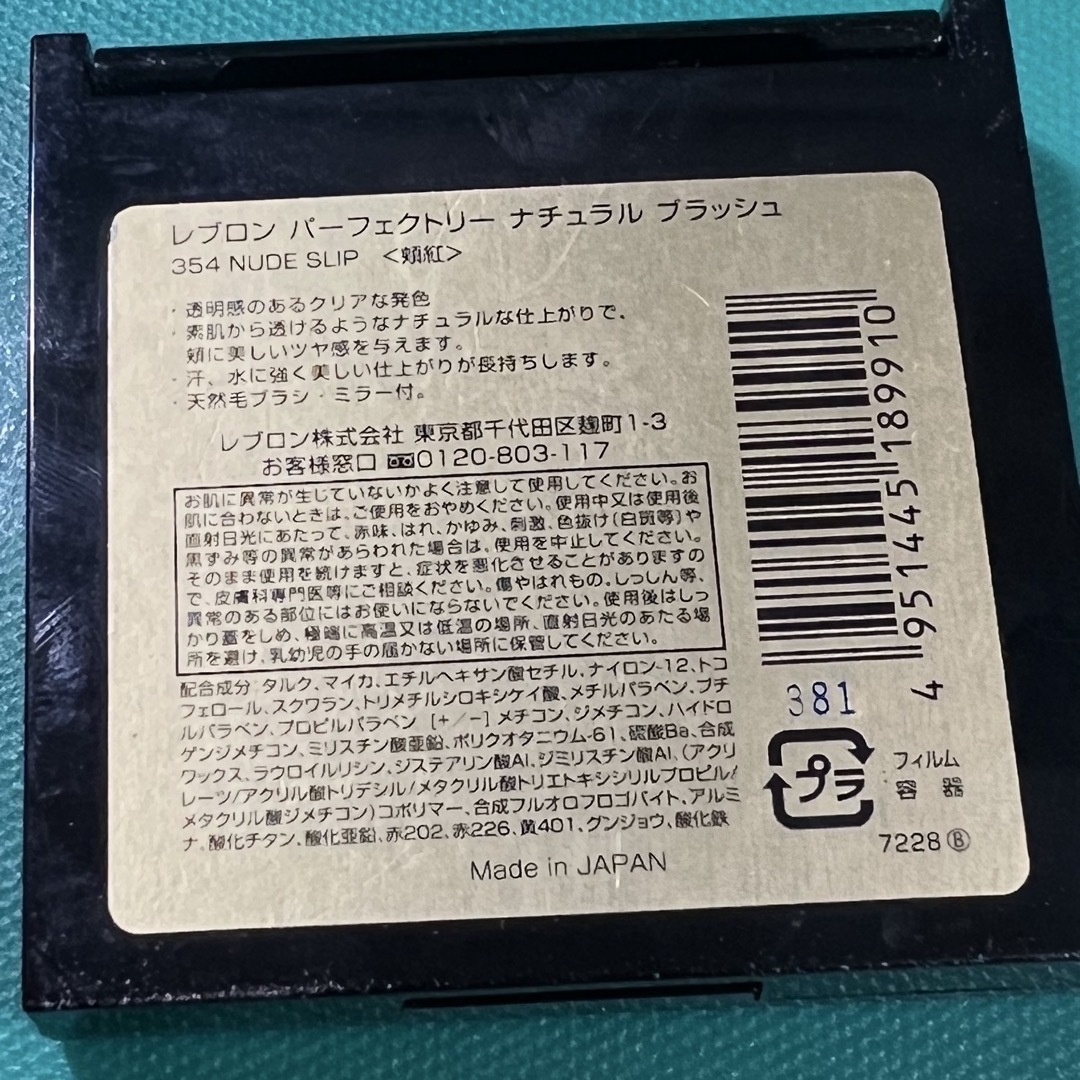 レブロン パーフェクトリー ナチュラル ブラッシュ
354 NUDE SLIP <頬紅>
・透明感のあるクリアな発色
・素肌から透けるようなナチュラルな仕上がりで、
頬に美しいツヤ感を与えます。
・汗、水に強く美しい仕上がりが長持ちします。
・天然毛ブラシ・ミラー付。
レブロン株式会社 東京都千代田区麹町1-3
お客様窓口 0120-803-117
お肌に異常が生じていないかよく注意して使用してください。お
肌に合わないときは、ご使用をおやめください。使用中又は使用後
直射日光にあたって、赤味、はれ、かゆみ、刺激、色抜け(白斑等)や
黒ずみ等の異常があらわれた場合は、使用を中止してください。
そのまま使用を続けますと、症状を悪化させることがありますの
で、皮膚科専門医等にご相談ください。傷やはれもの、しっしん等、
異常のある部位にはお使いにならないでください。使用後はしっ
かり蓋をしめ、極端に高温又は低温の場所、直射日光のあたる場
所を避け、乳幼児の手の届かない場所に保管してください。
配合成分:タルク、マイカ、エチルヘキサン酸セチル、ナイロン-12、トコ
フェロール、スクワラン、トリメチルシロキシケイ酸、メチルパラベン、ブチ
ルパラベン、プロピルパラベン [+/-]メチコン、ジメチコン、ハイドロ
ゲンジメチコン、ミリスチン酸亜鉛、ポリクオタニウム-61、硫酸Ba、合成
ワックス、ラウロイルリシン、ジステアリン酸Al、ジミリスチン酸Al、(アクリ
レーツ/アクリル酸トリデシル/メタクリル酸トリエトキシシリルプロピル/
メタクリル酸ジメチコン)コポリマー、合成フルオロフロゴパイト、アルミ
ナ、酸化チタン、酸化亜鉛、赤202、赤226、黄401、グンジョウ、酸化鉄
Made in JAPAN
4 951445 189910
381
プラ
フィルム
容器
7228 Ⓑ